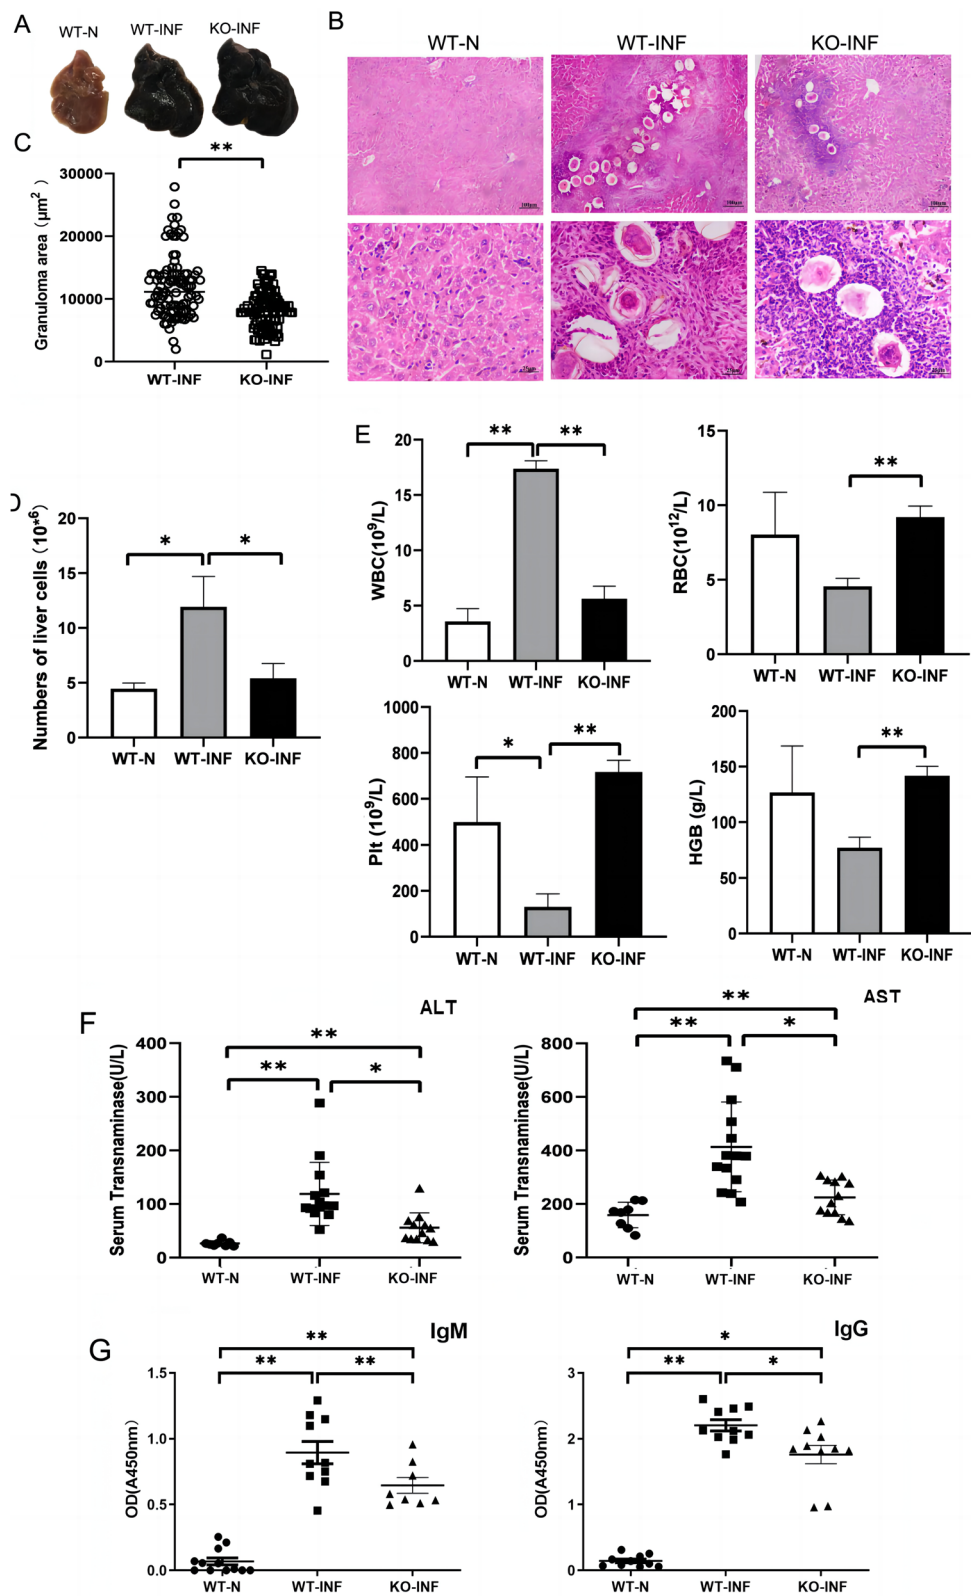 A
WT-N
WT-INF
KO-INF
B
WT-N
WT-INF
KO-INF
100μm
100μm
100μm
C
**
30000
20000
10000
0
Granuloma area (μm²)
WT-INF
KO-INF
D
20
15
10
5
0
Numbers of liver cells (10*⁶)
*
*
WT-N
WT-INF
KO-INF
E
20
15
10
5
0
WBC(10⁹/L)
**
**
WT-N
WT-INF
KO-INF
15
10
5
0
RBC(10¹²/L)
**
WT-N
WT-INF
KO-INF
1000
800
600
400
200
0
Plt (10⁹/L)
*
**
WT-N
WT-INF
KO-INF
200
150
100
50
0
HGB (g/L)
**
WT-N
WT-INF
KO-INF
F
ALT
400
300
200
100
0
Serum Transnaminase(U/L)
**
**
*
WT-N
WT-INF
KO-INF
AST
800
600
400
200
0
Serum Transnaminase(U/L)
**
**
*
WT-N
WT-INF
KO-INF
G
IgM
1.5
1.0
0.5
0.0
OD(A450nm)
**
**
**
WT-N
WT-INF
KO-INF
IgG
3
2
1
0
OD(A450nm)
*
**
*
WT-N
WT-INF
KO-INF